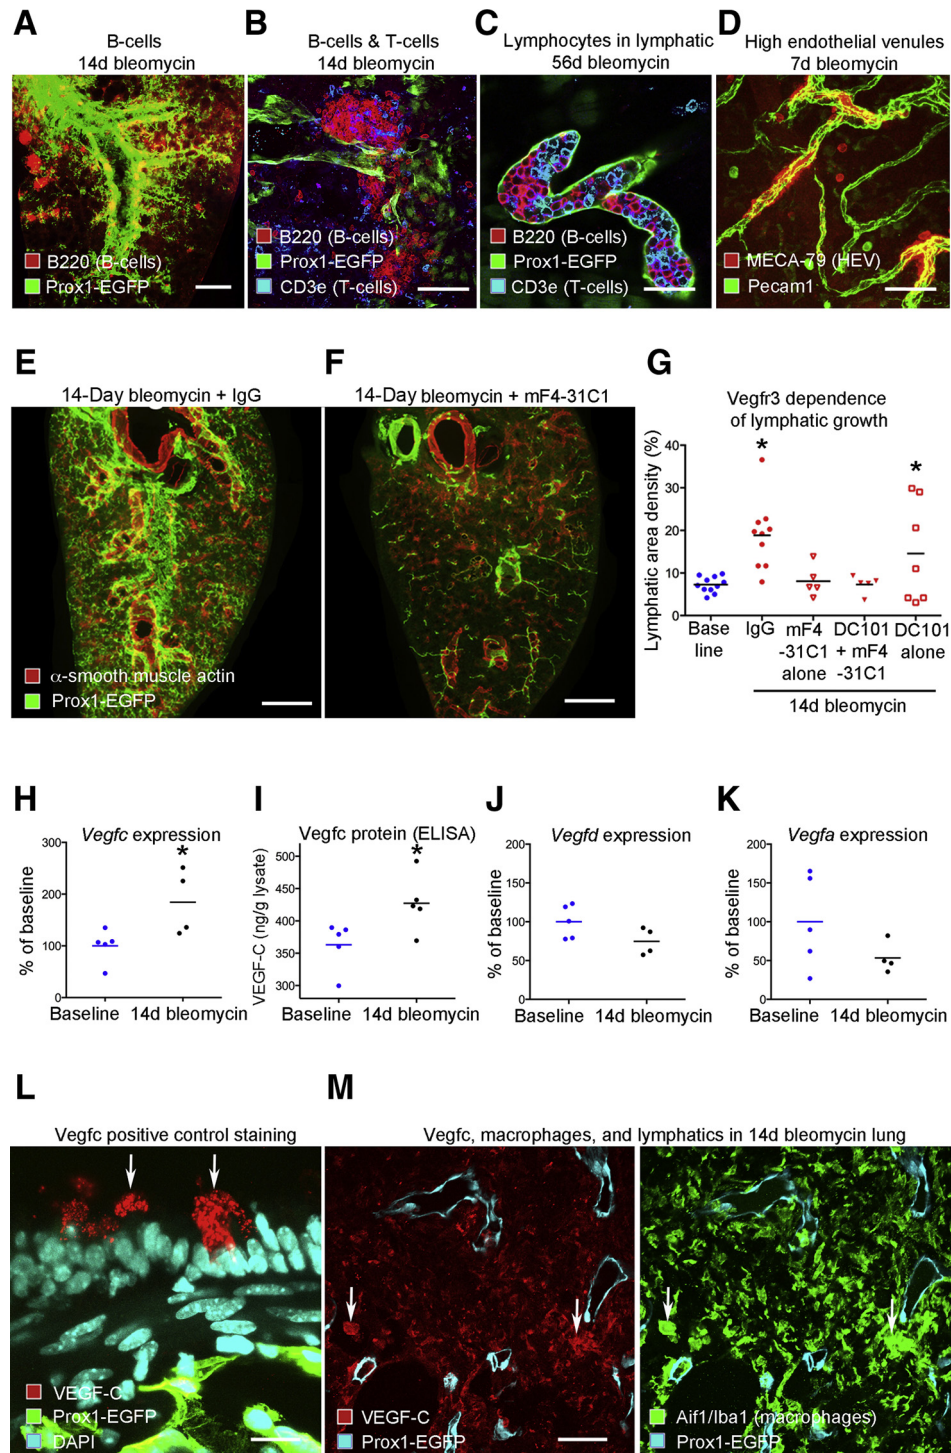 A
B-cells
14d bleomycin
B220 (B-cells)
Prox1-EGFP
B
B-cells & T-cells
14d bleomycin
B220 (B-cells)
Prox1-EGFP
CD3e (T-cells)
C
Lymphocytes in lymphatic
56d bleomycin
B220 (B-cells)
Prox1-EGFP
CD3e (T-cells)
D
High endothelial venules
7d bleomycin
MECA-79 (HEV)
Pecam1
E
14-Day bleomycin + IgG
α-smooth muscle actin
Prox1-EGFP
F
14-Day bleomycin + mF4-31C1
G
Vegfr3 dependence
of lymphatic growth
Lymphatic area density (%)
40
30
20
10
0
*
*
Base
line
IgG
mF4
-31C1
alone
DC101
+ mF4
-31C1
DC101
alone
14d bleomycin
H
Vegfc expression
% of baseline
300
200
100
0
*
Baseline
14d bleomycin
I
Vegfc protein (ELISA)
VEGF-C (ng/g lysate)
500
450
400
350
300
*
Baseline
14d bleomycin
J
Vegfd expression
% of baseline
200
150
100
50
0
Baseline
14d bleomycin
K
Vegfa expression
% of baseline
200
150
100
50
0
Baseline
14d bleomycin
L
Vegfc positive control staining
VEGF-C
Prox1-EGFP
DAPI
M
Vegfc, macrophages, and lymphatics in 14d bleomycin lung
VEGF-C
Prox1-EGFP
Aif1/Iba1 (macrophages)
Prox1-EGFP